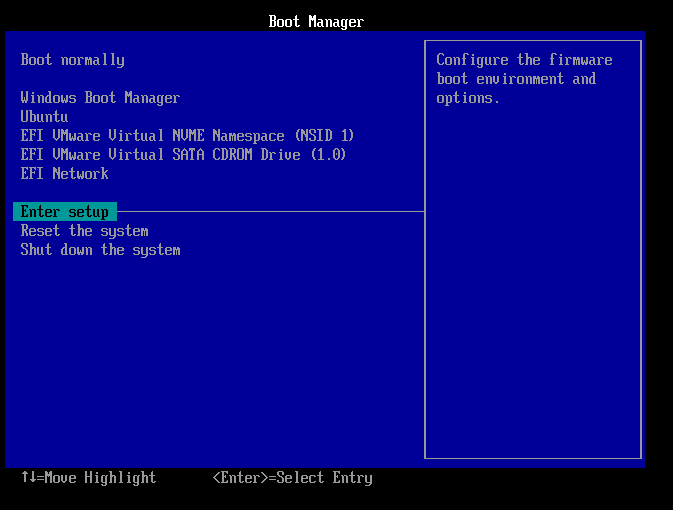 Boot Manager
Boot normally
Windows Boot Manager
Ubuntu
EFI VMware Virtual NVME Namespace (NSID 1)
EFI VMware Virtual SATA CDROM Drive (1.0)
EFI Network
Enter setup
Reset the system
Shut down the system
Configure the firmware
boot environment and
options.
↑↓=Move Highlight <Enter>=Select Entry